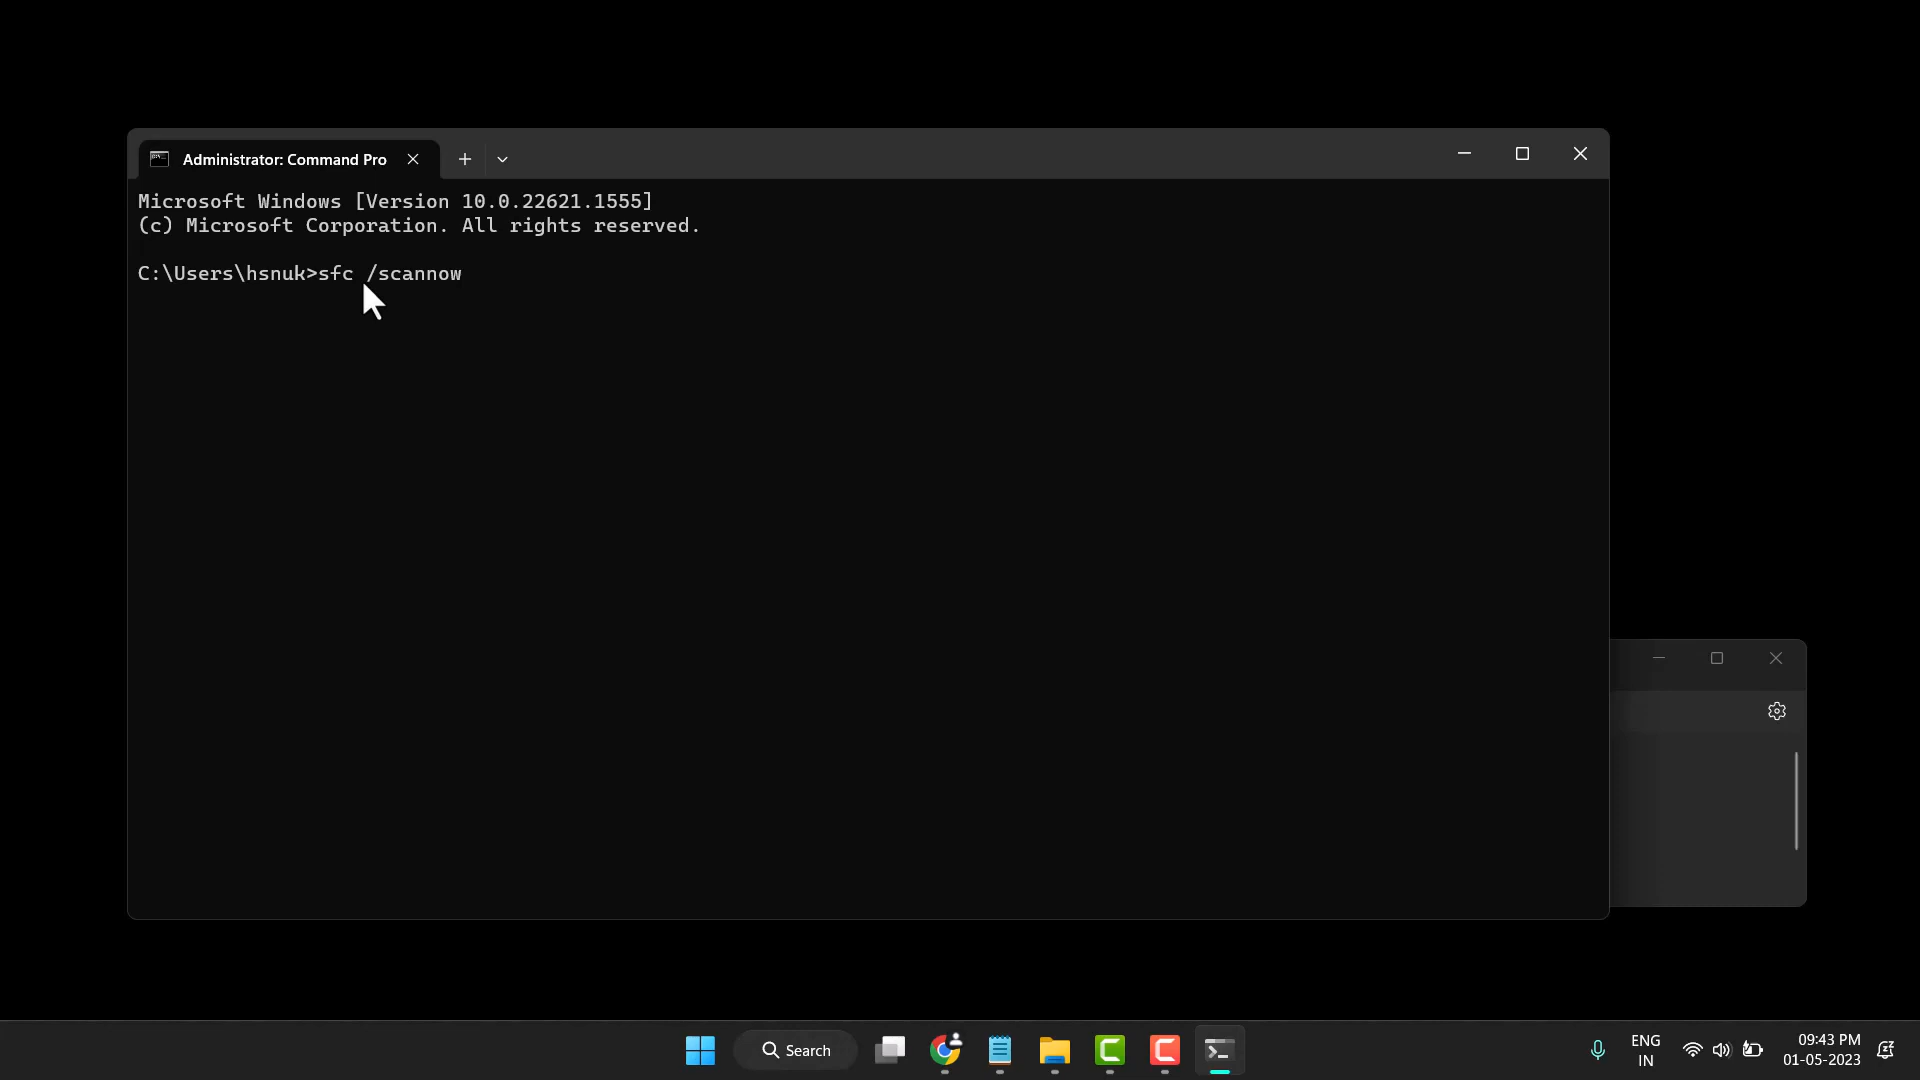 Administrator: Command Pro
Microsoft Windows [Version 10.0.22621.1555]
(c) Microsoft Corporation. All rights reserved.
C:\Users\hsnuk>sfc /scannow
Search
ENG
IN
09:43 PM
01-05-2023